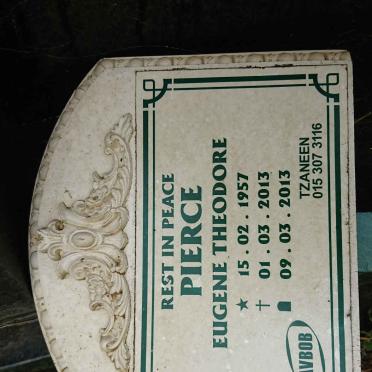 REST IN PEACE
PIERCE
EUGENE THEODORE
★ 15 . 02 . 1957
† 01 . 03 . 2013
09 . 03 . 2013
AVBOB
TZANEEN
015 307 3116